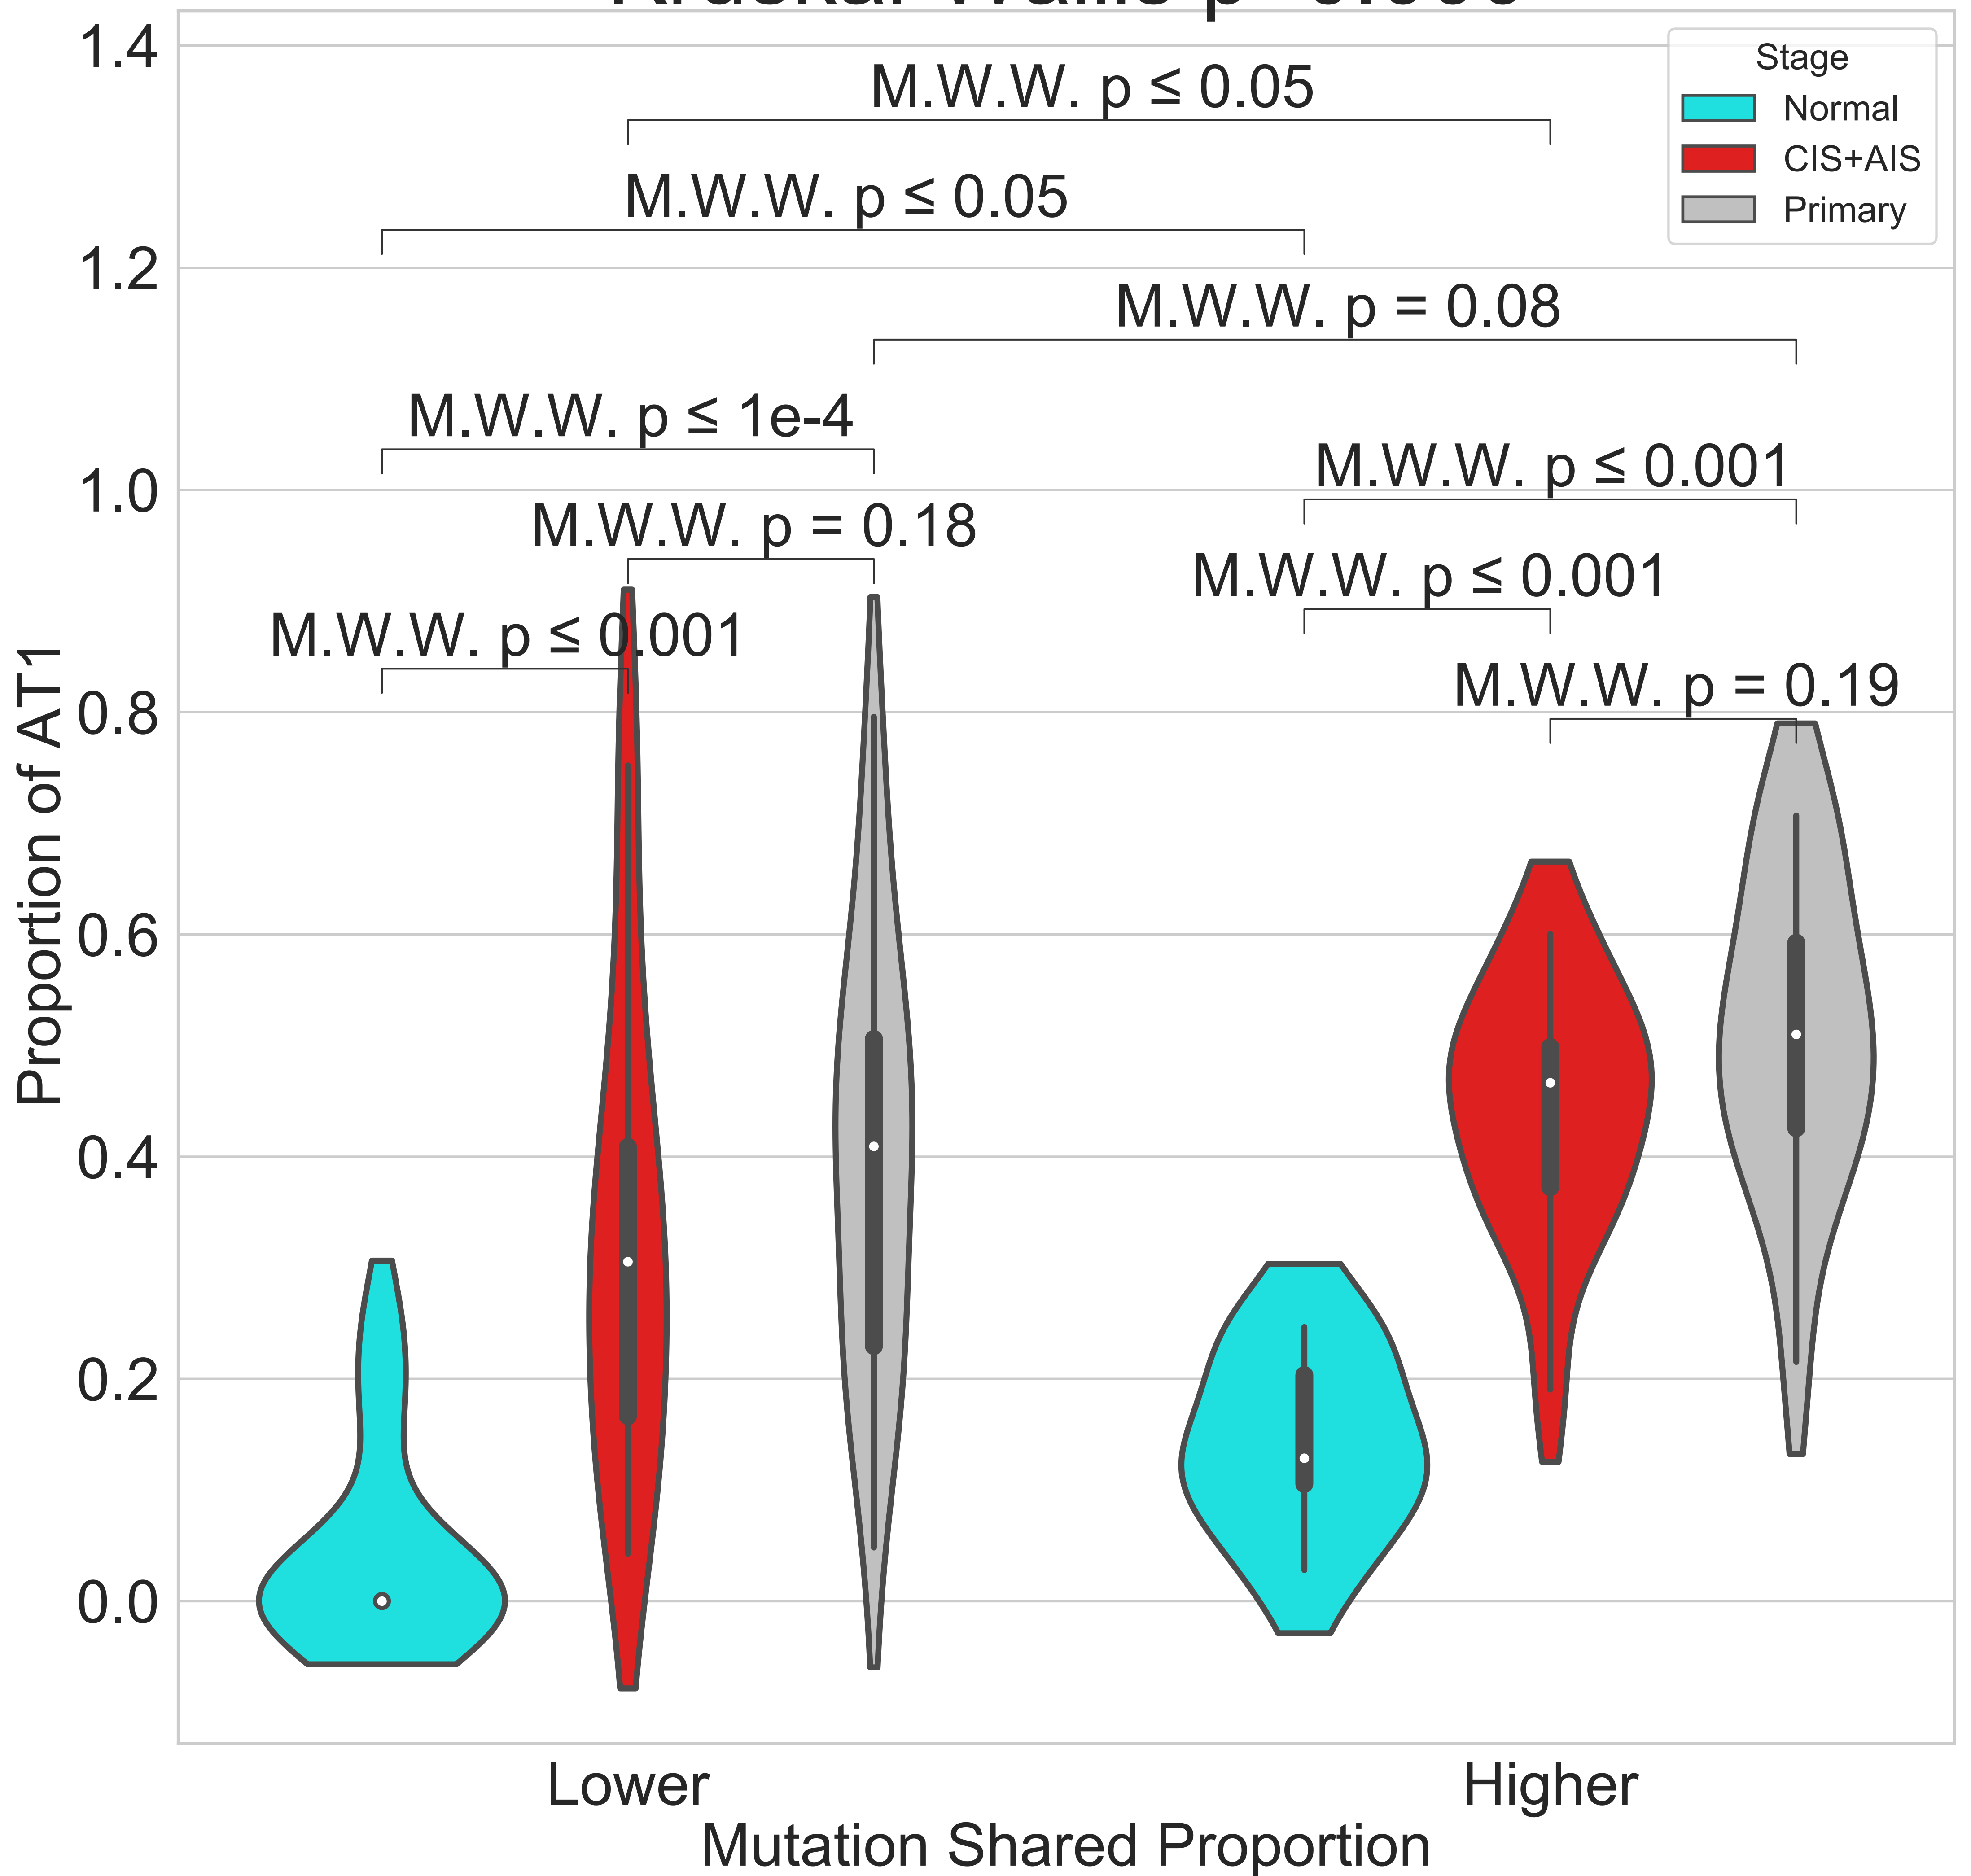 1.4
1.2
1.0
0.8
0.6
0.4
0.2
0.0
Proportion of AT1
Stage
Normal
CIS+AIS
Primary
M.W.W. p ≤ 0.05
M.W.W. p ≤ 0.05
M.W.W. p = 0.08
M.W.W. p ≤ 1e-4
M.W.W. p ≤ 0.001
M.W.W. p = 0.18
M.W.W. p ≤ 0.001
M.W.W. p ≤ 0.001
M.W.W. p = 0.19
Lower
Higher
Mutation Shared Proportion